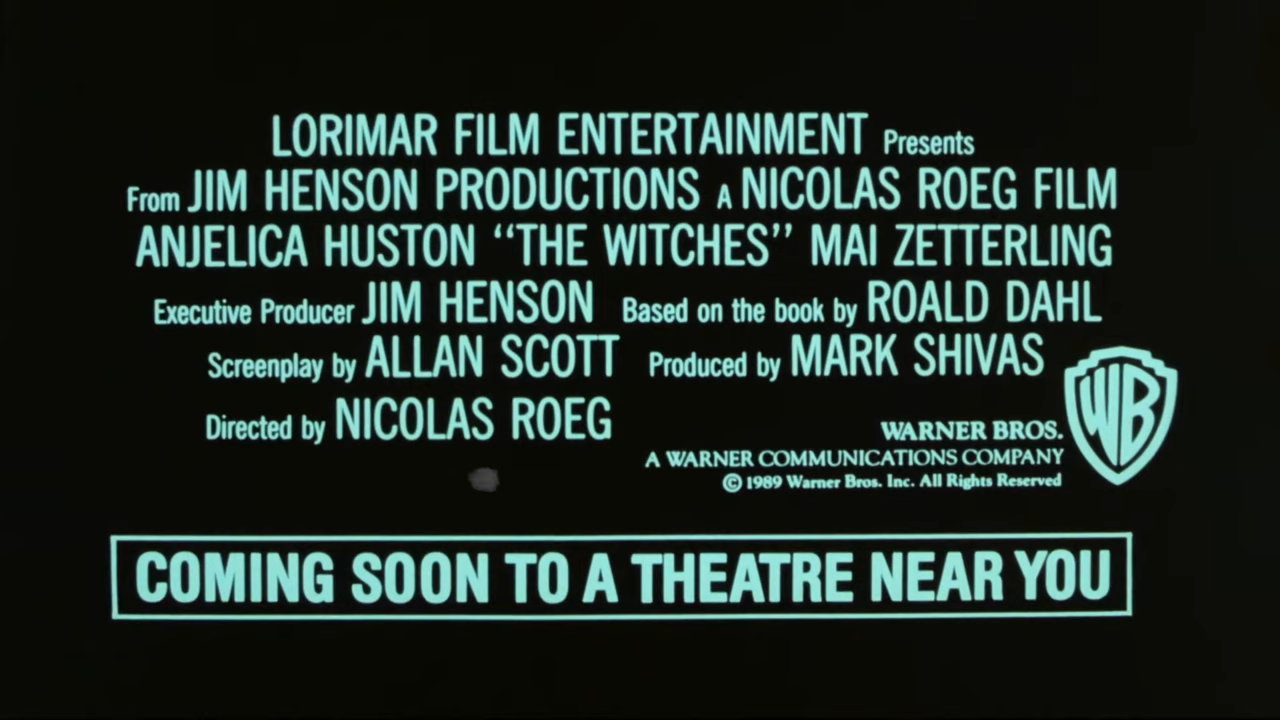 LORIMAR FILM ENTERTAINMENT Presents
From JIM HENSON PRODUCTIONS A NICOLAS ROEG FILM
ANJELICA HUSTON “THE WITCHES” MAI ZETTERLING
Executive Producer JIM HENSON Based on the book by ROALD DAHL
Screenplay by ALLAN SCOTT Produced by MARK SHIVAS
Directed by NICOLAS ROEG
WB
WARNER BROS.
A WARNER COMMUNICATIONS COMPANY
© 1989 Warner Bros. Inc. All Rights Reserved
COMING SOON TO A THEATRE NEAR YOU